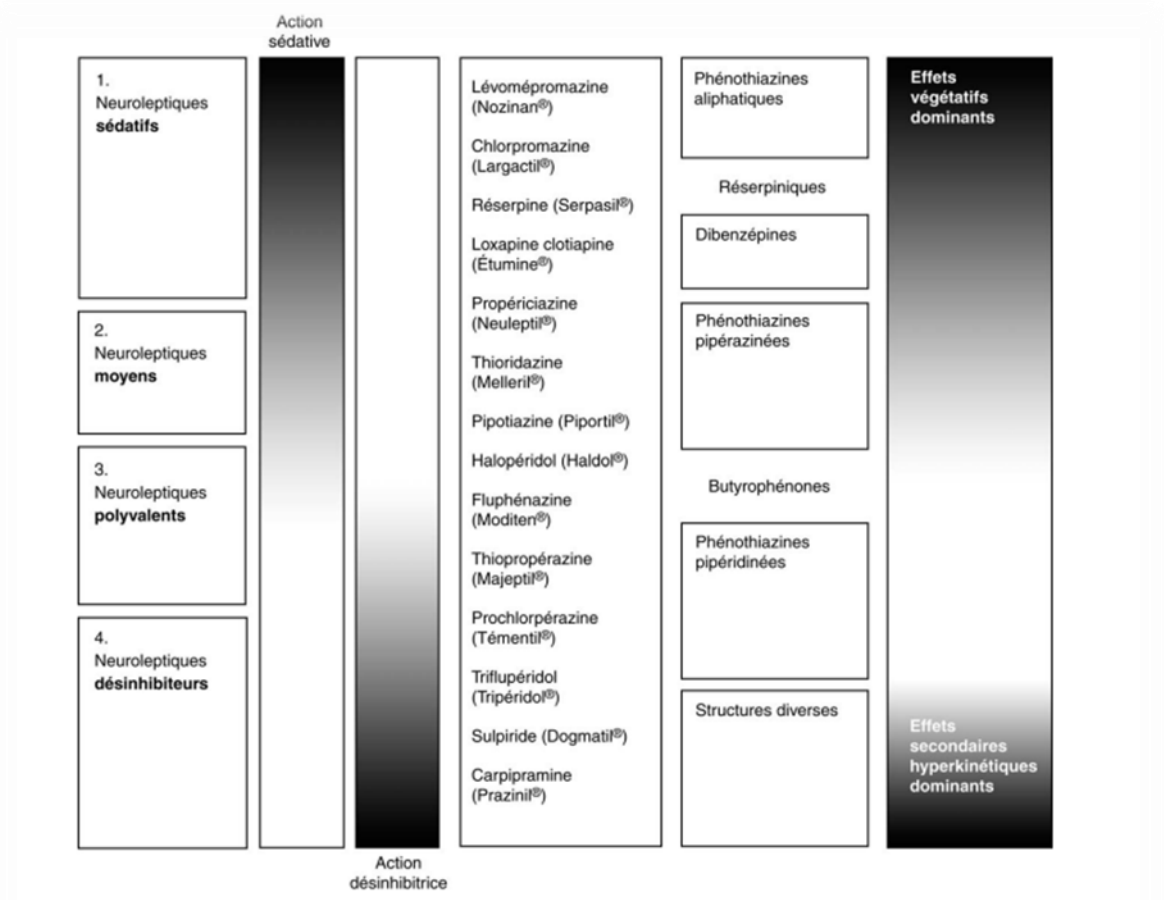 Action
sédative
1.
Neuroleptiques
sédatifs
2.
Neuroleptiques
moyens
3.
Neuroleptiques
polyvalents
4.
Neuroleptiques
désinhibiteurs
Action
désinhibitrice
Lévomépromazine
(Nozinan®)
Chlorpromazine
(Largactil®)
Réserpine (Serpasil®)
Loxapine clotiapine
(Étumine®)
Propériciazine
(Neuleptil®)
Thioridazine
(Melleril®)
Pipotiazine (Piportil®)
Halopéridol (Haldol®)
Fluphénazine
(Moditen®)
Thiopropérazine
(Majeptil®)
Prochlorpérazine
(Témentil®)
Triflupéridol
(Tripéridol®)
Sulpiride (Dogmatil®)
Carpipramine
(Prazinil®)
Phénothiazines
aliphatiques
Réserpiniques
Dibenzépines
Phénothiazines
pipérazinées
Butyrophénones
Phénothiazines
pipéridinées
Structures diverses
Effets
végétatifs
dominants
Effets
secondaires
hyperkinétiques
dominants